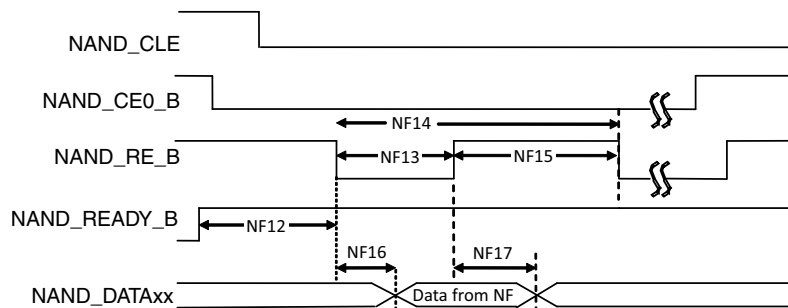 NAND_CLE
NAND_CE0_B
NF14
NAND_RE_B
NF13
NF15
NAND_READY_B
NF12
NF16
NF17
NAND_DATAxx
Data from NF